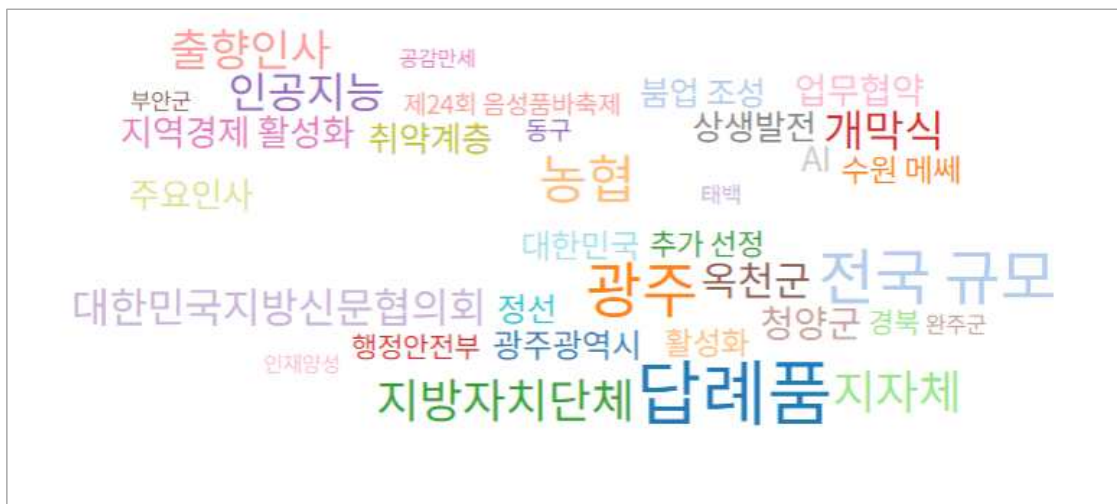 출향인사
공감만세
부안군
인공지능
제24회 음성품바축제
붐업 조성
업무협약
지역경제 활성화
취약계층
동구
상생발전
개막식
AI
수원 메쎄
주요인사
농협
태백
대한민국
추가 선정
광주
옥천군
전국 규모
대한민국지방신문협의회
정선
청양군
경북
완주군
행정안전부
광주광역시
활성화
인재양성
지방자치단체
답례품
지자체